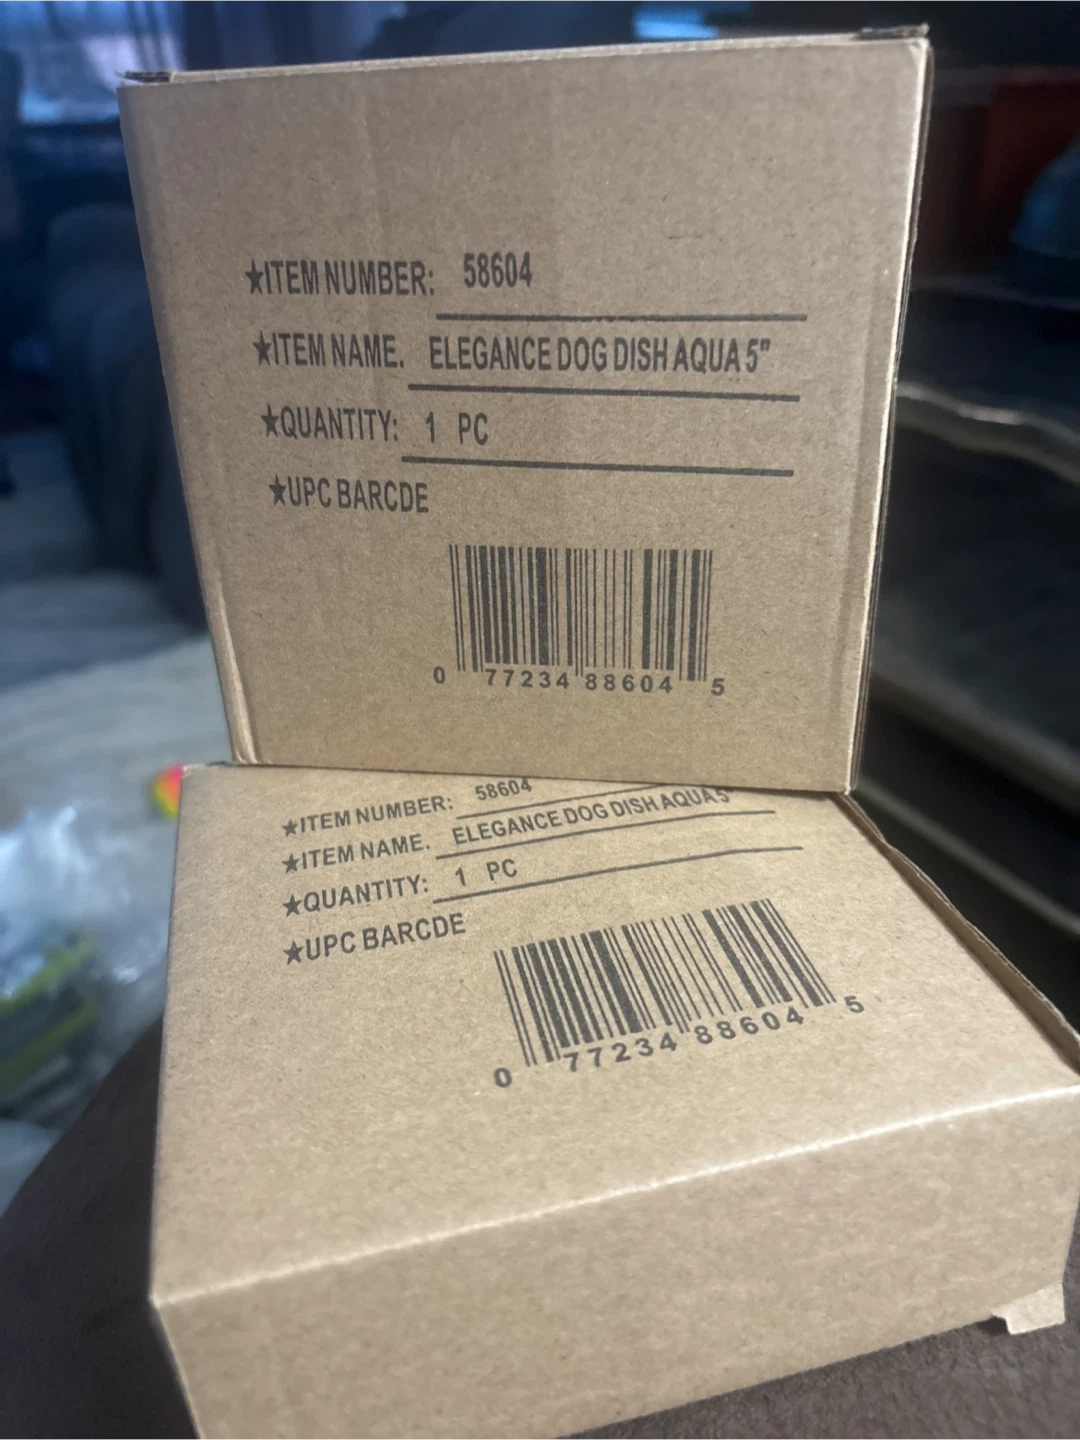 ★ITEM NUMBER: 58604
★ITEM NAME. ELEGANCE DOG DISH AQUA 5"
★QUANTITY: 1 PC
★UPC BARCDE
0 77234 88604 5
★ITEM NUMBER: 58604
★ITEM NAME. ELEGANCE DOG DISH AQUA 5"
★QUANTITY: 1 PC
★UPC BARCDE
0 77234 88604 5